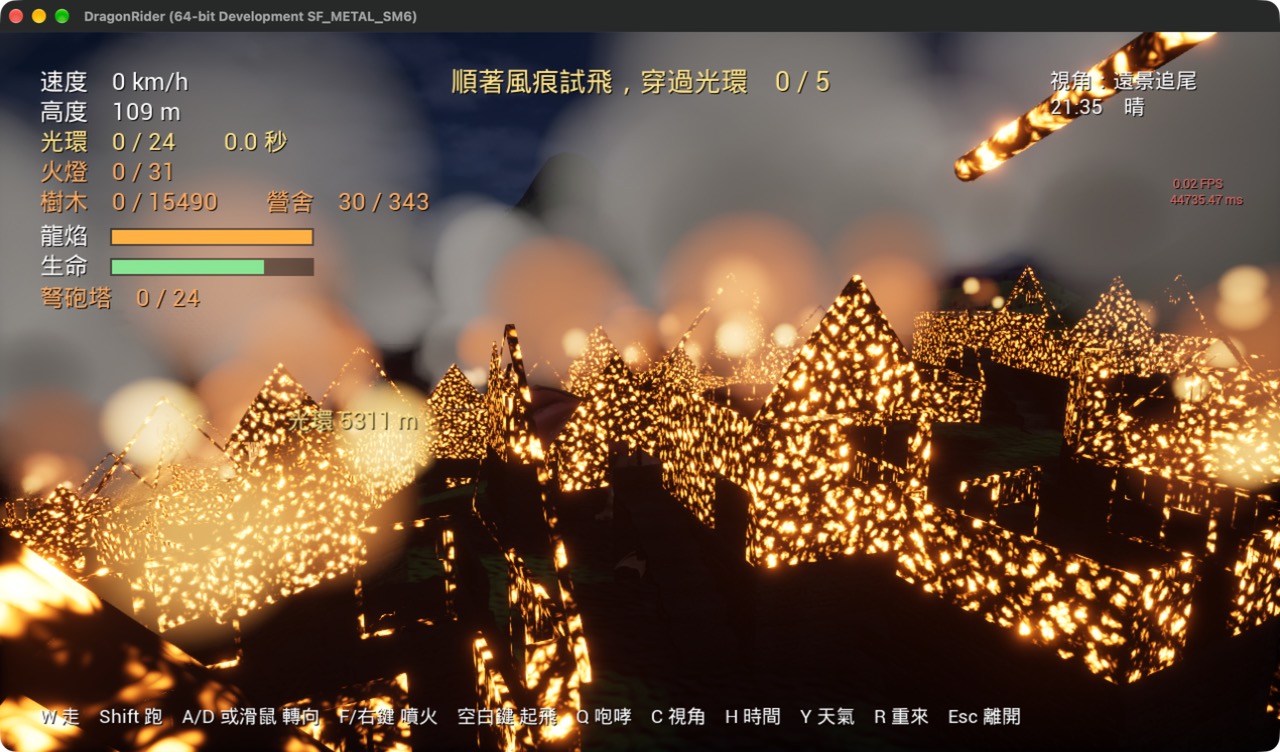 DragonRider (64-bit Development SF_METAL_SM6)
速度 0 km/h
高度 109 m
光環 0 / 24 0.0 秒
火燈 0 / 31
樹木 0 / 15490 營舍 30 / 343
龍焰
生命
弩砲塔 0 / 24
順著風痕試飛，穿過光環 0 / 5
視角：遠景追尾
21:35 晴
0.02 FPS
44735.47 ms
光環 5311 m
W 走 Shift 跑 A/D 或滑鼠 轉向 F/右鍵 噴火 空白鍵 起飛 Q 咆哮 C 視角 H 時間 Y 天氣 R 重來 Esc 離開